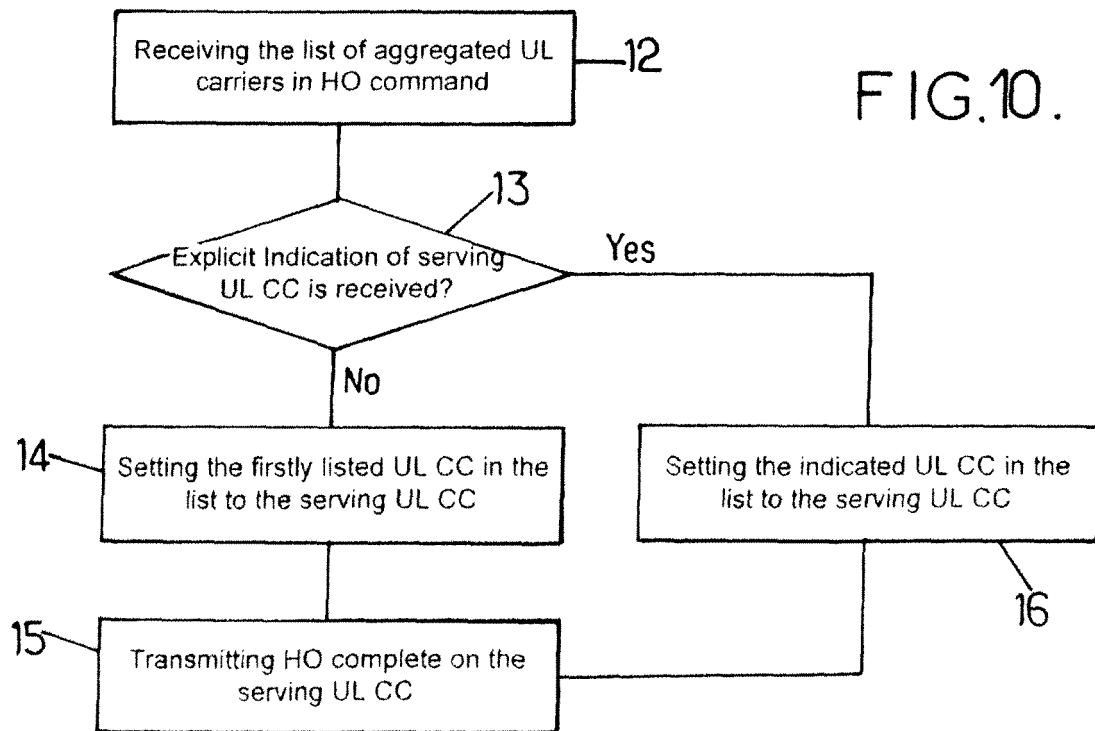 Receiving the list of aggregated UL
carriers in HO command
12
FIG.10.
13
Explicit Indication of serving
UL CC is received?
Yes
No
14
Setting the firstly listed UL CC in the
list to the serving UL CC
Setting the indicated UL CC in the
list to the serving UL CC
16
15
Transmitting HO complete on the
serving UL CC